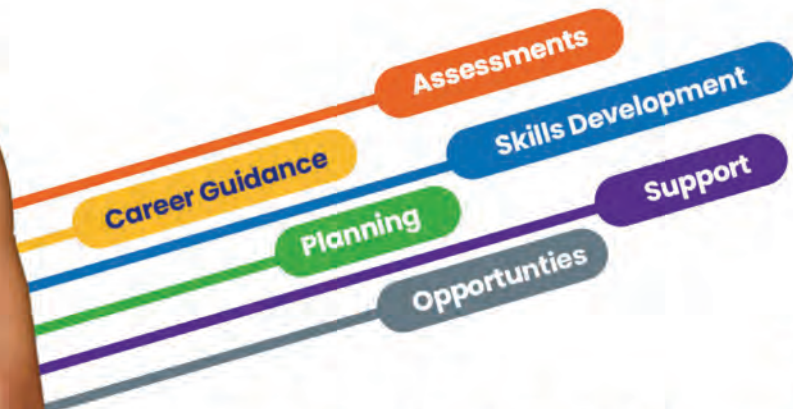 Assessments
Career Guidance
Skills Development
Planning
Support
Opportunties